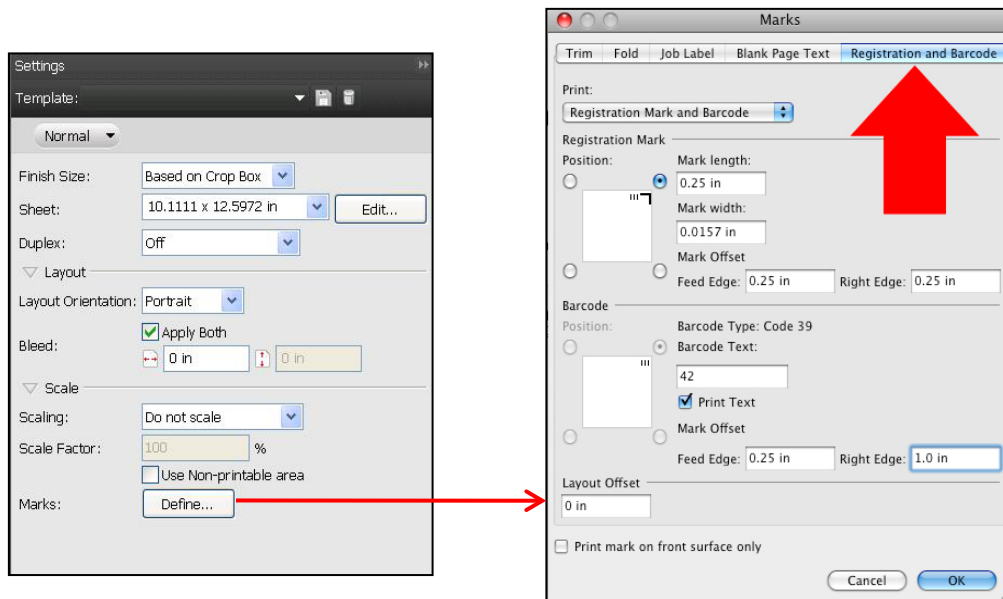 Settings
Template:
Normal
Finish Size: Based on Crop Box
Sheet: 10.1111 x 12.5972 in Edit...
Duplex: Off
Layout
Layout Orientation: Portrait
Apply Both
Bleed: 0 in 0 in
Scale
Scaling: Do not scale
Scale Factor: 100 %
Use Non-printable area
Marks: Define...
Marks
Trim Fold Job Label Blank Page Text Registration and Barcode
Print:
Registration Mark and Barcode
Registration Mark
Position: Mark length:
0.25 in
Mark width:
0.0157 in
Mark Offset
Feed Edge: 0.25 in Right Edge: 0.25 in
Barcode
Position: Barcode Type: Code 39
Barcode Text:
42
Print Text
Mark Offset
Feed Edge: 0.25 in Right Edge: 1.0 in
Layout Offset
0 in
Print mark on front surface only
Cancel OK